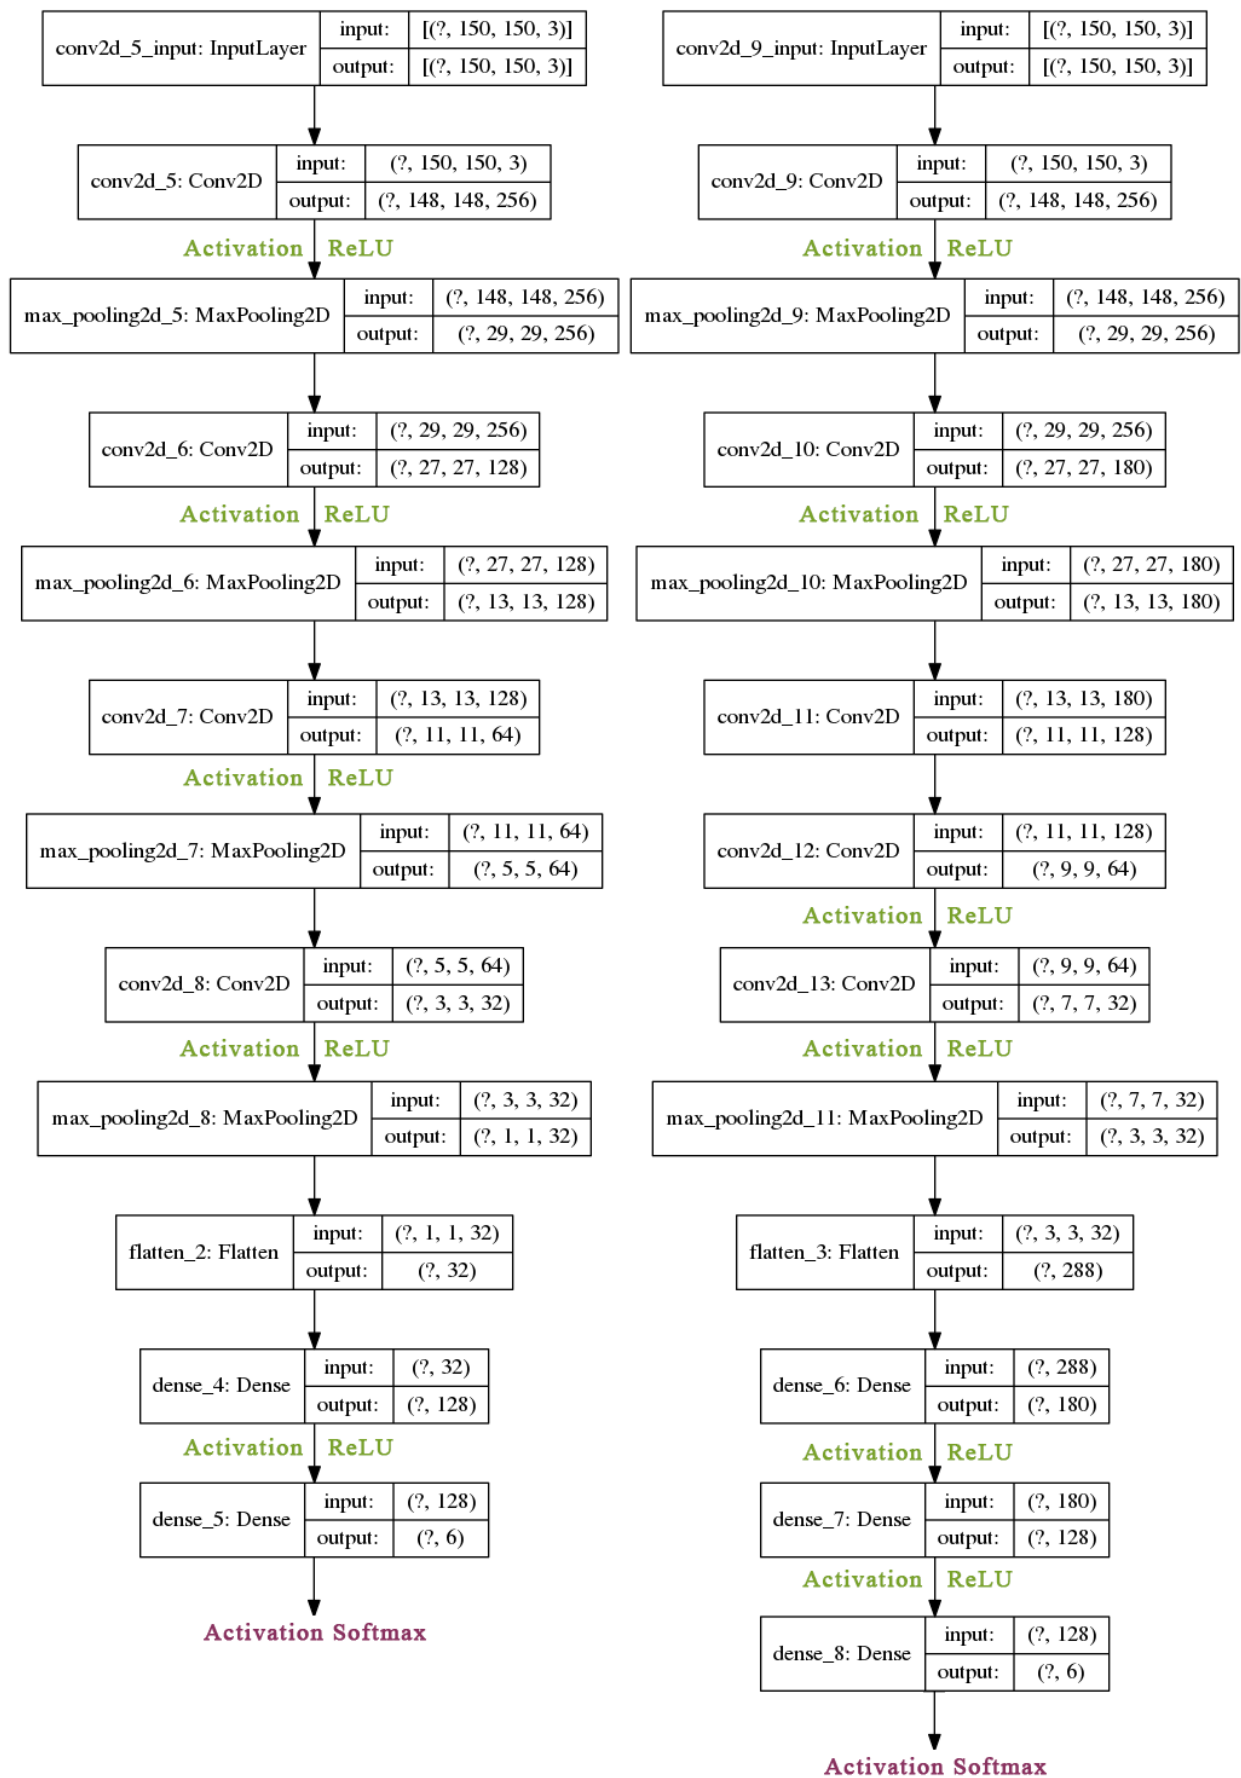 conv2d_5_input: InputLayer
input: [(?, 150, 150, 3)]
output: [(?, 150, 150, 3)]
conv2d_5: Conv2D
input: (?, 150, 150, 3)
output: (?, 148, 148, 256)
Activation ReLU
max_pooling2d_5: MaxPooling2D
input: (?, 148, 148, 256)
output: (?, 29, 29, 256)
conv2d_6: Conv2D
input: (?, 29, 29, 256)
output: (?, 27, 27, 128)
Activation ReLU
max_pooling2d_6: MaxPooling2D
input: (?, 27, 27, 128)
output: (?, 13, 13, 128)
conv2d_7: Conv2D
input: (?, 13, 13, 128)
output: (?, 11, 11, 64)
Activation ReLU
max_pooling2d_7: MaxPooling2D
input: (?, 11, 11, 64)
output: (?, 5, 5, 64)
conv2d_8: Conv2D
input: (?, 5, 5, 64)
output: (?, 3, 3, 32)
Activation ReLU
max_pooling2d_8: MaxPooling2D
input: (?, 3, 3, 32)
output: (?, 1, 1, 32)
flatten_2: Flatten
input: (?, 1, 1, 32)
output: (?, 32)
dense_4: Dense
input: (?, 32)
output: (?, 128)
Activation ReLU
dense_5: Dense
input: (?, 128)
output: (?, 6)
Activation Softmax
conv2d_9_input: InputLayer
input: [(?, 150, 150, 3)]
output: [(?, 150, 150, 3)]
conv2d_9: Conv2D
input: (?, 150, 150, 3)
output: (?, 148, 148, 256)
Activation ReLU
max_pooling2d_9: MaxPooling2D
input: (?, 148, 148, 256)
output: (?, 29, 29, 256)
conv2d_10: Conv2D
input: (?, 29, 29, 256)
output: (?, 27, 27, 180)
Activation ReLU
max_pooling2d_10: MaxPooling2D
input: (?, 27, 27, 180)
output: (?, 13, 13, 180)
conv2d_11: Conv2D
input: (?, 13, 13, 180)
output: (?, 11, 11, 128)
conv2d_12: Conv2D
input: (?, 11, 11, 128)
output: (?, 9, 9, 64)
Activation ReLU
conv2d_13: Conv2D
input: (?, 9, 9, 64)
output: (?, 7, 7, 32)
Activation ReLU
max_pooling2d_11: MaxPooling2D
input: (?, 7, 7, 32)
output: (?, 3, 3, 32)
flatten_3: Flatten
input: (?, 3, 3, 32)
output: (?, 288)
dense_6: Dense
input: (?, 288)
output: (?, 180)
Activation ReLU
dense_7: Dense
input: (?, 180)
output: (?, 128)
Activation ReLU
dense_8: Dense
input: (?, 128)
output: (?, 6)
Activation Softmax